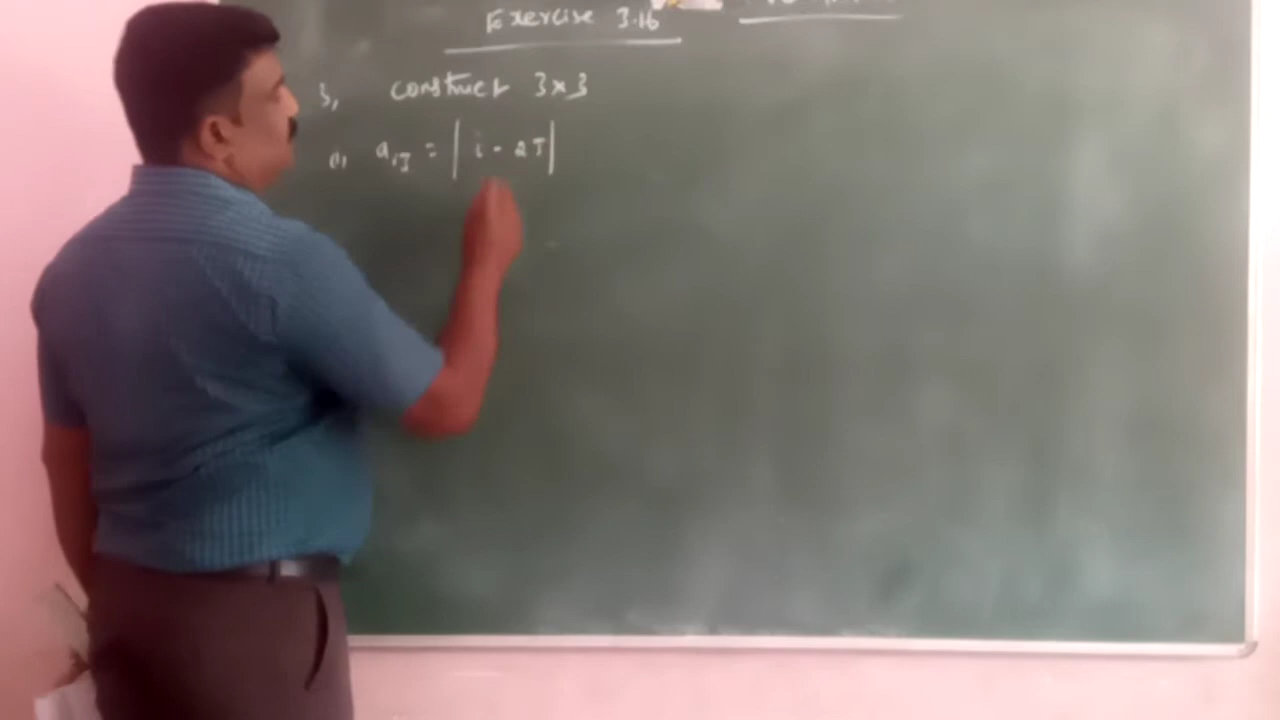 Exercise 3.16
3, construct 3×3
i, aiJ = | i - 2J |